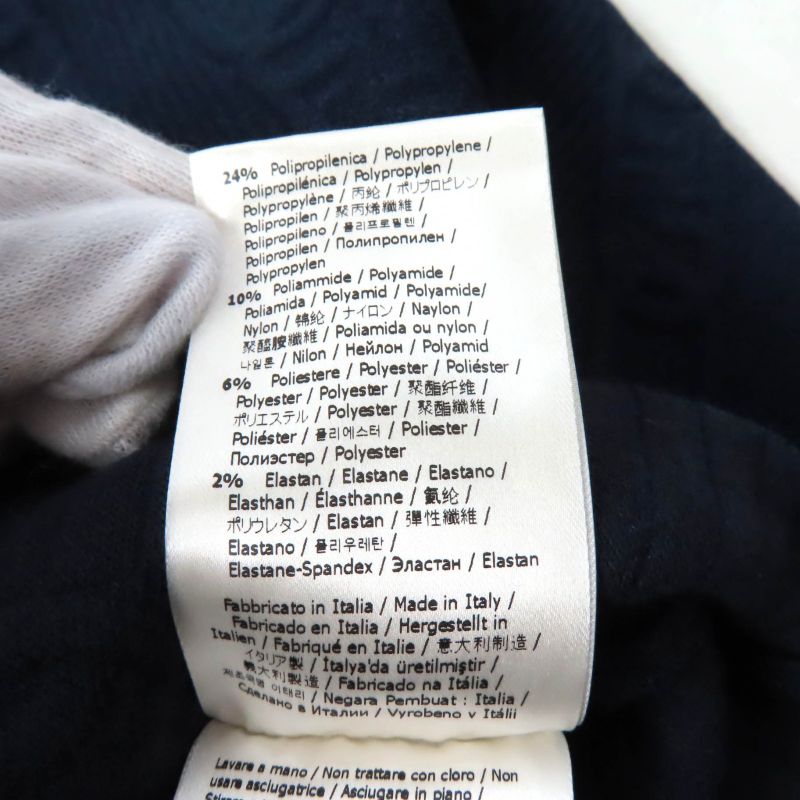 24% Polipropilenica / Polypropylene /
Polipropilénica / Polypropylen /
Polypropylène / 丙纶 / ポリプロピレン /
Polipropilen / 聚丙烯纖維 /
Polipropileno / 폴리프로필렌 /
Polipropilen / Полипропилен /
Polypropylen
10% Poliammide / Polyamide /
Poliamida / Polyamid / Polyamide/
Nylon / 锦纶 / ナイロン / Naylon /
聚醯胺纖維 / Poliamida ou nylon /
나일론 / Nilon / Нейлон / Polyamid
6% Poliestere / Polyester / Poliéster /
Polyester / Polyester / 聚酯纤维 /
ポリエステル / Polyester / 聚酯纖維 /
Poliéster / 폴리에스터 / Poliester /
Полиэстер / Polyester
2% Elastan / Elastane / Elastano /
Elasthan / Élasthanne / 氨纶 /
ポリウレタン / Elastan / 彈性纖維 /
Elastano / 폴리우레탄 /
Elastane-Spandex / Эластан / Elastan
Fabbricato in Italia / Made in Italy /
Fabricado en Italia / Hergestellt in
Italien / Fabriqué en Italie / 意大利制造 /
イタリア製 / İtalya'da üretilmiştir /
義大利製造 / Fabricado na Itália /
제조국명 이태리 / Negara Pembuat : Italia /
Сделано в Италии / Vyrobeno v Itálii
Lavare a mano / Non trattare con cloro / Non
usare asciugatrice / Asciugare in piano /